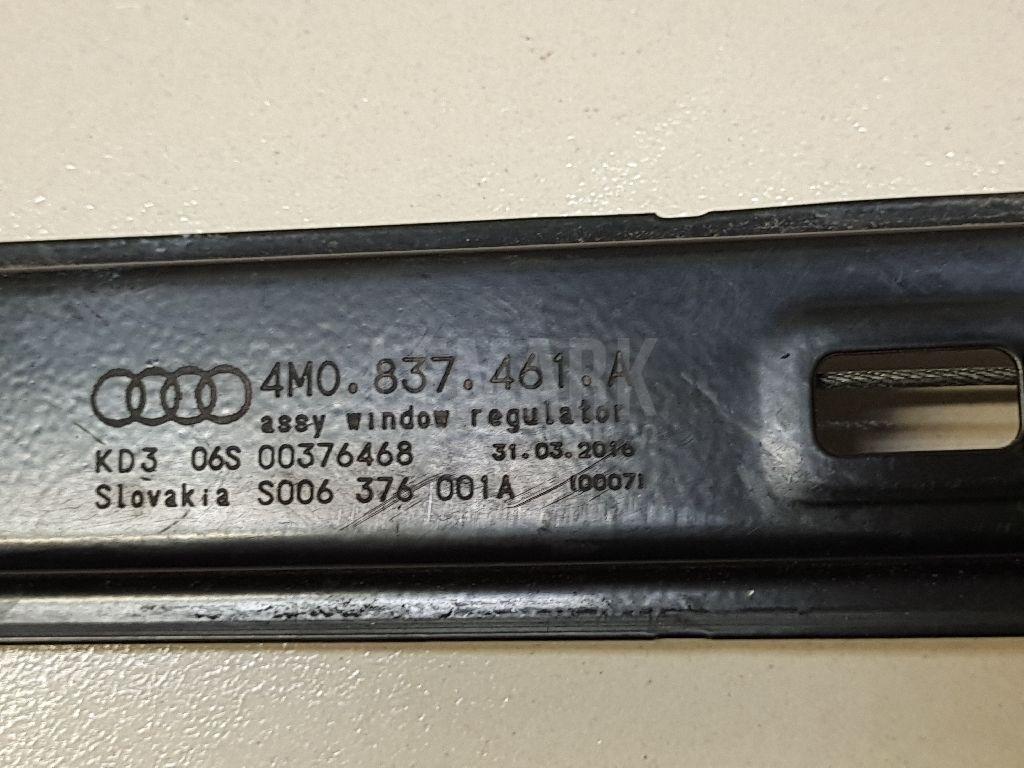 4M0.837.461.A
assy window regulator
KD3 06S 00376468 31.03.2016
Slovakia S006 376 001A (0007)